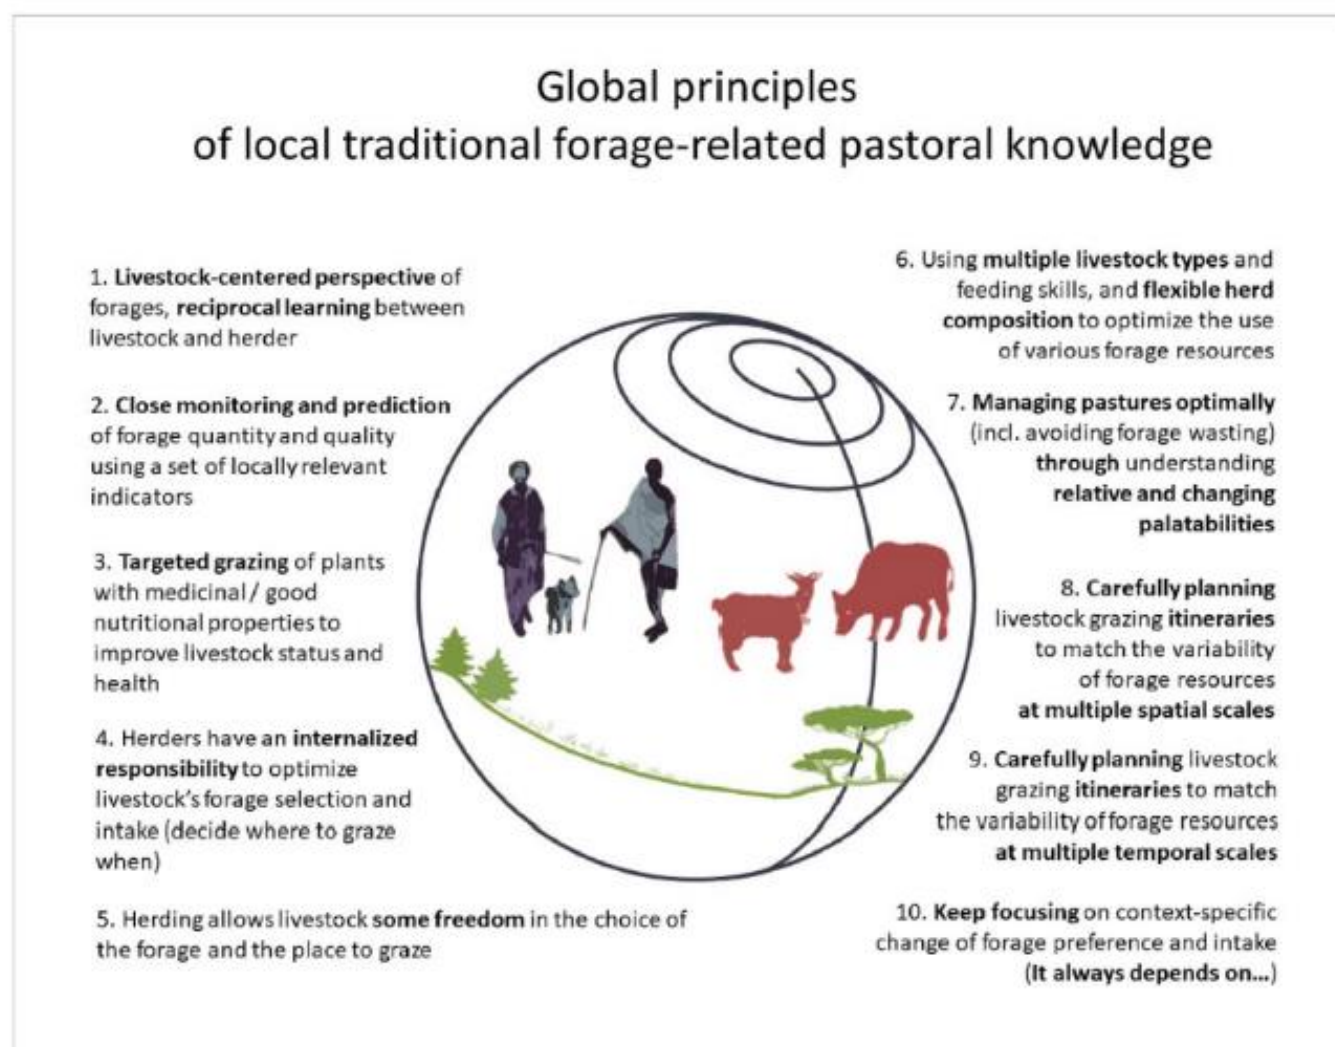 Global principles
of local traditional forage-related pastoral knowledge
1. Livestock-centered perspective of
forages, reciprocal learning between
livestock and herder
2. Close monitoring and prediction
of forage quantity and quality
using a set of locally relevant
indicators
3. Targeted grazing of plants
with medicinal/ good
nutritional properties to
improve livestock status and
health
4. Herders have an internalized
responsibility to optimize
livestock's forage selection and
intake (decide where to graze
when)
5. Herding allows livestock some freedom in the choice of
the forage and the place to graze
6. Using multiple livestock types and
feeding skills, and flexible herd
composition to optimize the use
of various forage resources
7. Managing pastures optimally
(incl. avoiding forage wasting)
through understanding
relative and changing
palatabilities
8. Carefully planning
livestock grazing itineraries
to match the variability
of forage resources
at multiple spatial scales
9. Carefully planning livestock
grazing itineraries to match
the variability of forage resources
at multiple temporal scales
10. Keep focusing on context-specific
change of forage preference and intake
(It always depends on...)